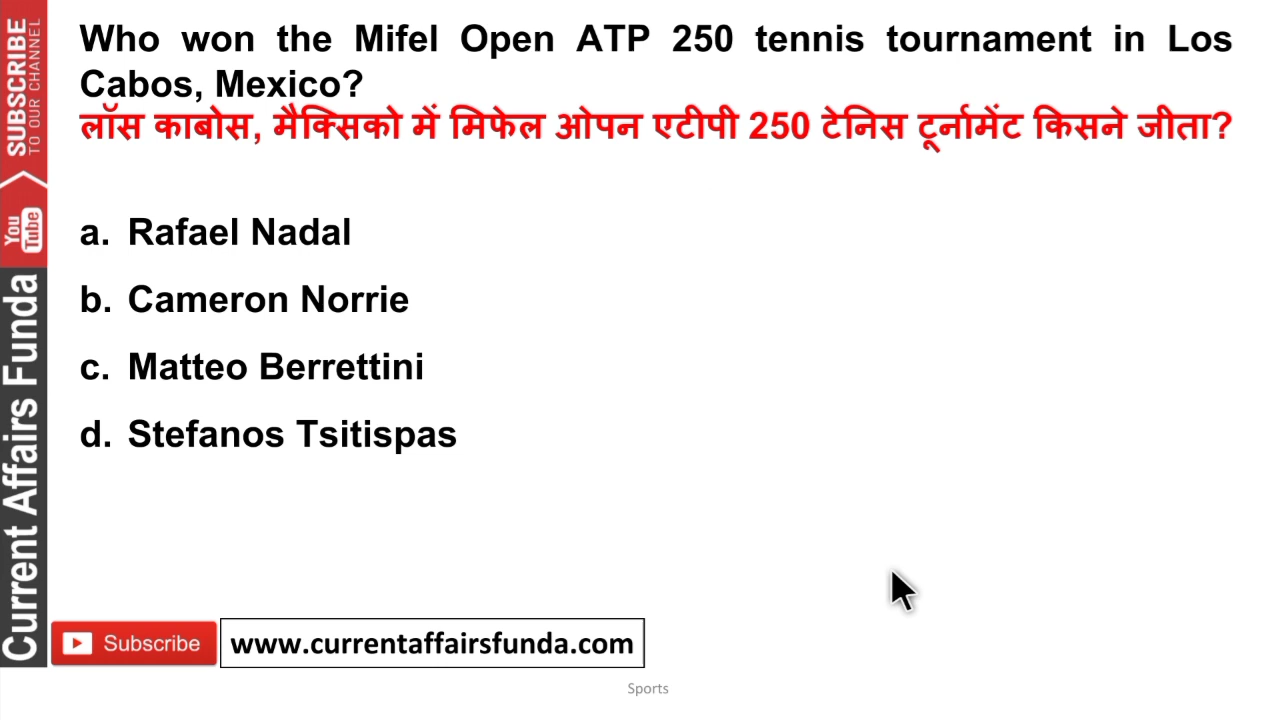 Who won the Mifel Open ATP 250 tennis tournament in Los
Cabos, Mexico?
लॉस काबोस, मैक्सिको में मिफेल ओपन एटीपी 250 टेनिस टूर्नामेंट किसने जीता?
a. Rafael Nadal
b. Cameron Norrie
c. Matteo Berrettini
d. Stefanos Tsitispas
SUBSCRIBE
TO OUR CHANNEL
You
Tube
Current Affairs Funda
Subscribe
www.currentaffairsfunda.com
Sports